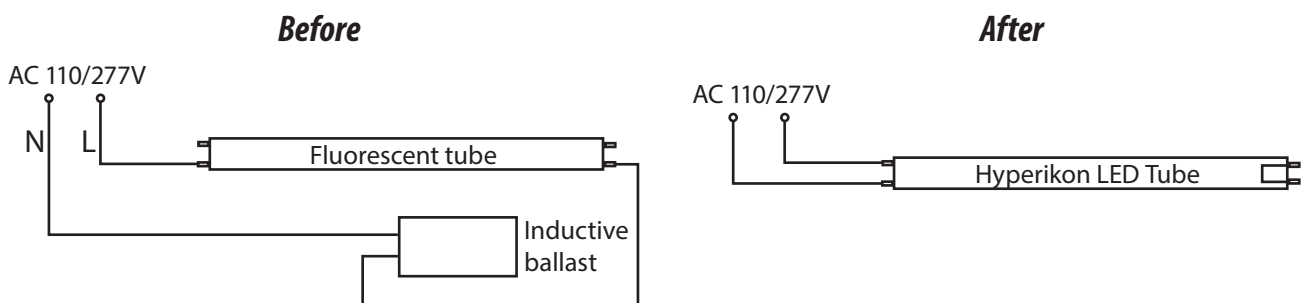 Before
AC 110/277V
N L
Fluorescent tube
Inductive
ballast
After
AC 110/277V
Hyperikon LED Tube